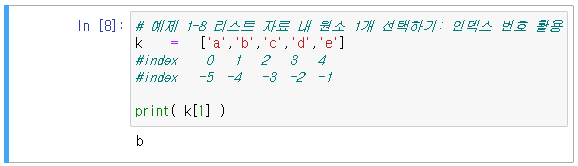 In [8]: # 예제 1-8 리스트 자료 내 원소 1개 선택하기: 인덱스 번호 활용
k = ['a','b','c','d','e']
#index 0 1 2 3 4
#index -5 -4 -3 -2 -1
print( k[1] )
b